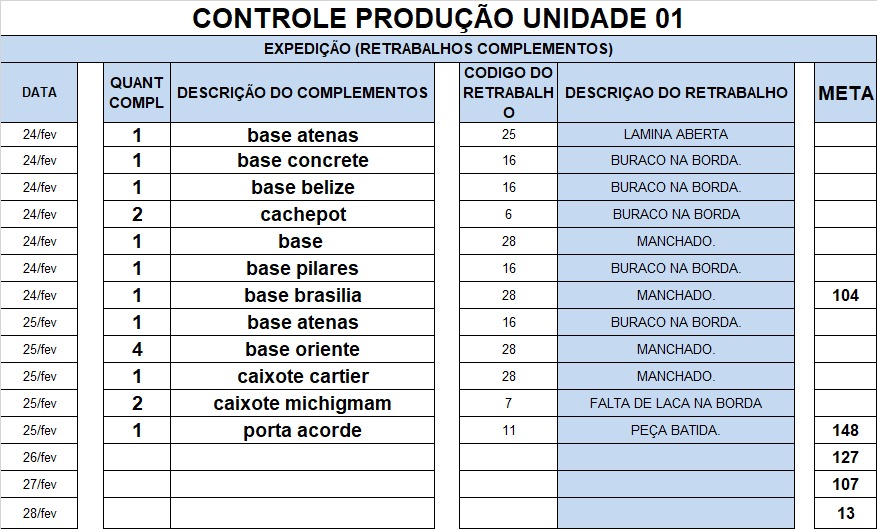 CONTROLE PRODUÇÃO UNIDADE 01
EXPEDIÇÃO (RETRABALHOS COMPLEMENTOS)
DATA QUANT COMPL DESCRIÇÃO DO COMPLEMENTOS CODIGO DO RETRABALHO DESCRIÇAO DO RETRABALHO META
24/fev 1 base atenas 25 LAMINA ABERTA
24/fev 1 base concrete 16 BURACO NA BORDA.
24/fev 1 base belize 16 BURACO NA BORDA.
24/fev 2 cachepot 6 BURACO NA BORDA
24/fev 1 base 28 MANCHADO.
24/fev 1 base pilares 16 BURACO NA BORDA.
24/fev 1 base brasilia 28 MANCHADO. 104
25/fev 1 base atenas 16 BURACO NA BORDA.
25/fev 4 base oriente 28 MANCHADO.
25/fev 1 caixote cartier 28 MANCHADO.
25/fev 2 caixote michigmam 7 FALTA DE LACA NA BORDA
25/fev 1 porta acorde 11 PEÇA BATIDA. 148
26/fev 127
27/fev 107
28/fev 13